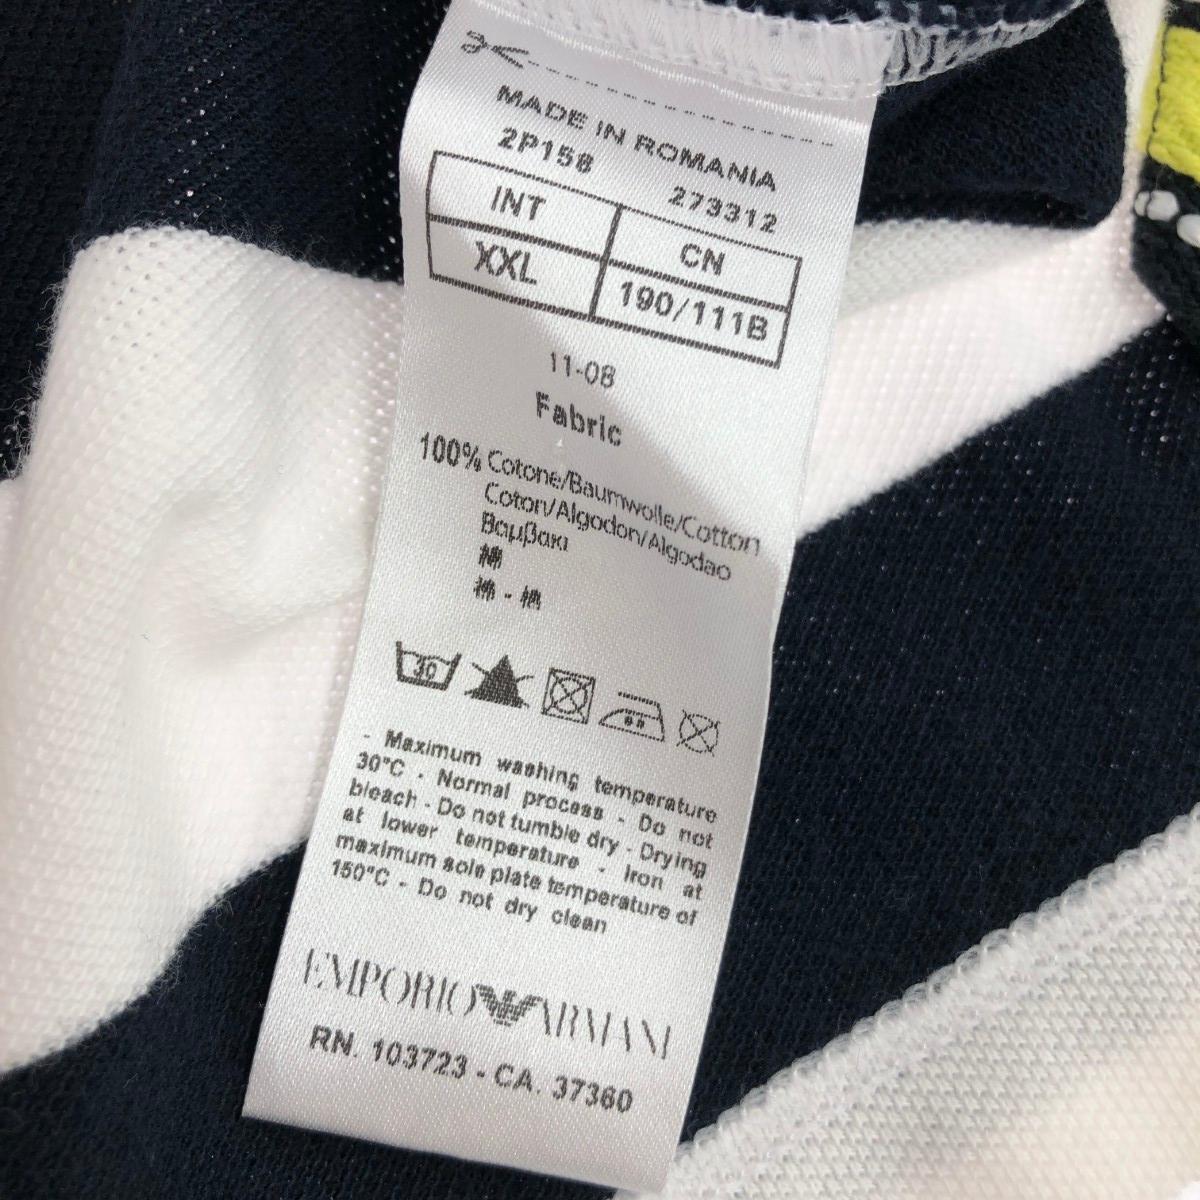 MADE IN ROMANIA
2P158 273312
INT CN
XXL 190/111B
11-08
Fabric
100% Cotone/Baumwolle/Cotton
Coton/Algodon/Algodao
Βαμβακι
棉
30
- Maximum washing temperature
30°C - Normal process - Do not
bleach - Do not tumble dry - Drying
at lower temperature - Iron at
maximum sole plate temperature of
150°C - Do not dry clean
EMPORIO ARMANI
RN. 103723 - CA. 37360